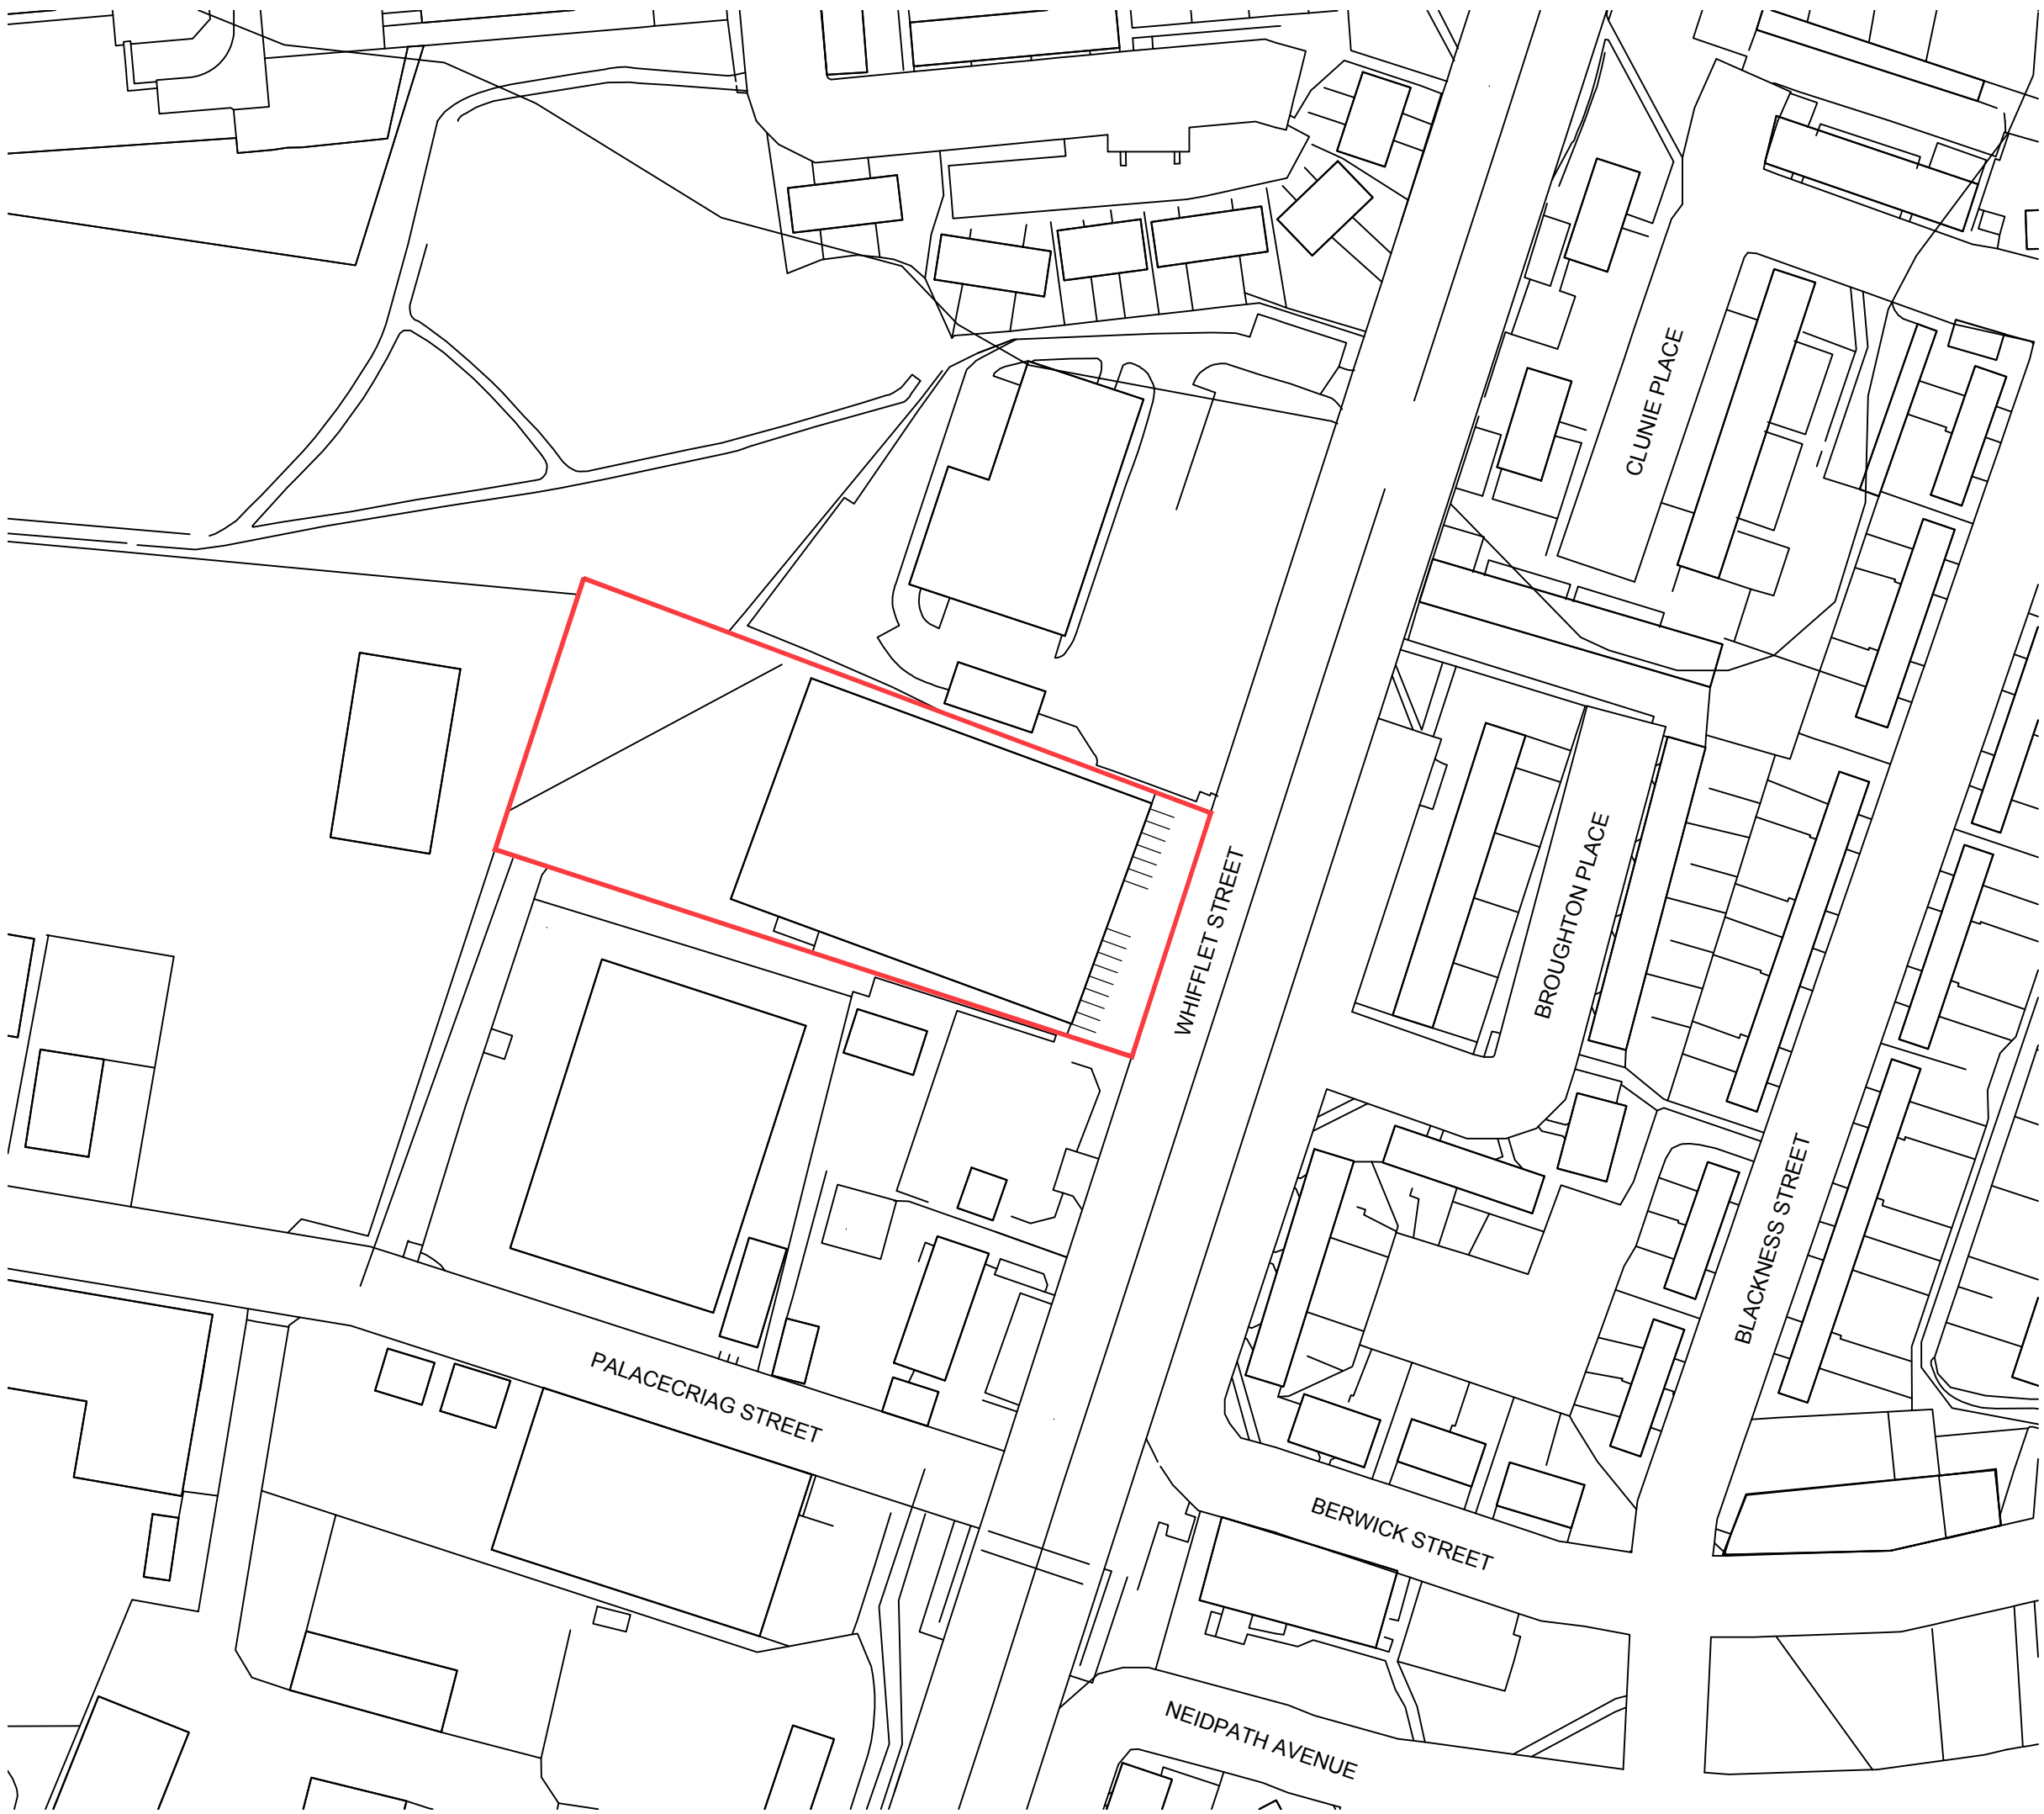 CLUNIE PLACE
BROUGHTON PLACE
WHIFFLET STREET
BLACKNESS STREET
PALACECRIAG STREET
BERWICK STREET
NEIDPATH AVENUE